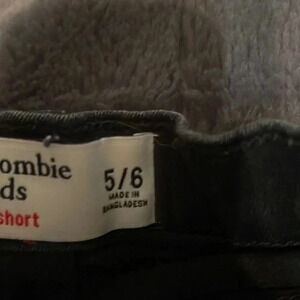 ombie
ds
short
5/6
MADE IN
BANGLADESH